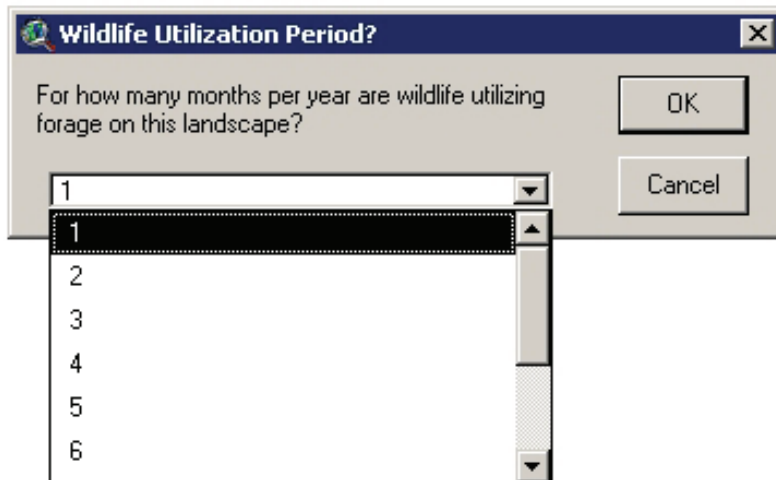 Wildlife Utilization Period?
For how many months per year are wildlife utilizing
forage on this landscape?
OK
Cancel
1
1
2
3
4
5
6